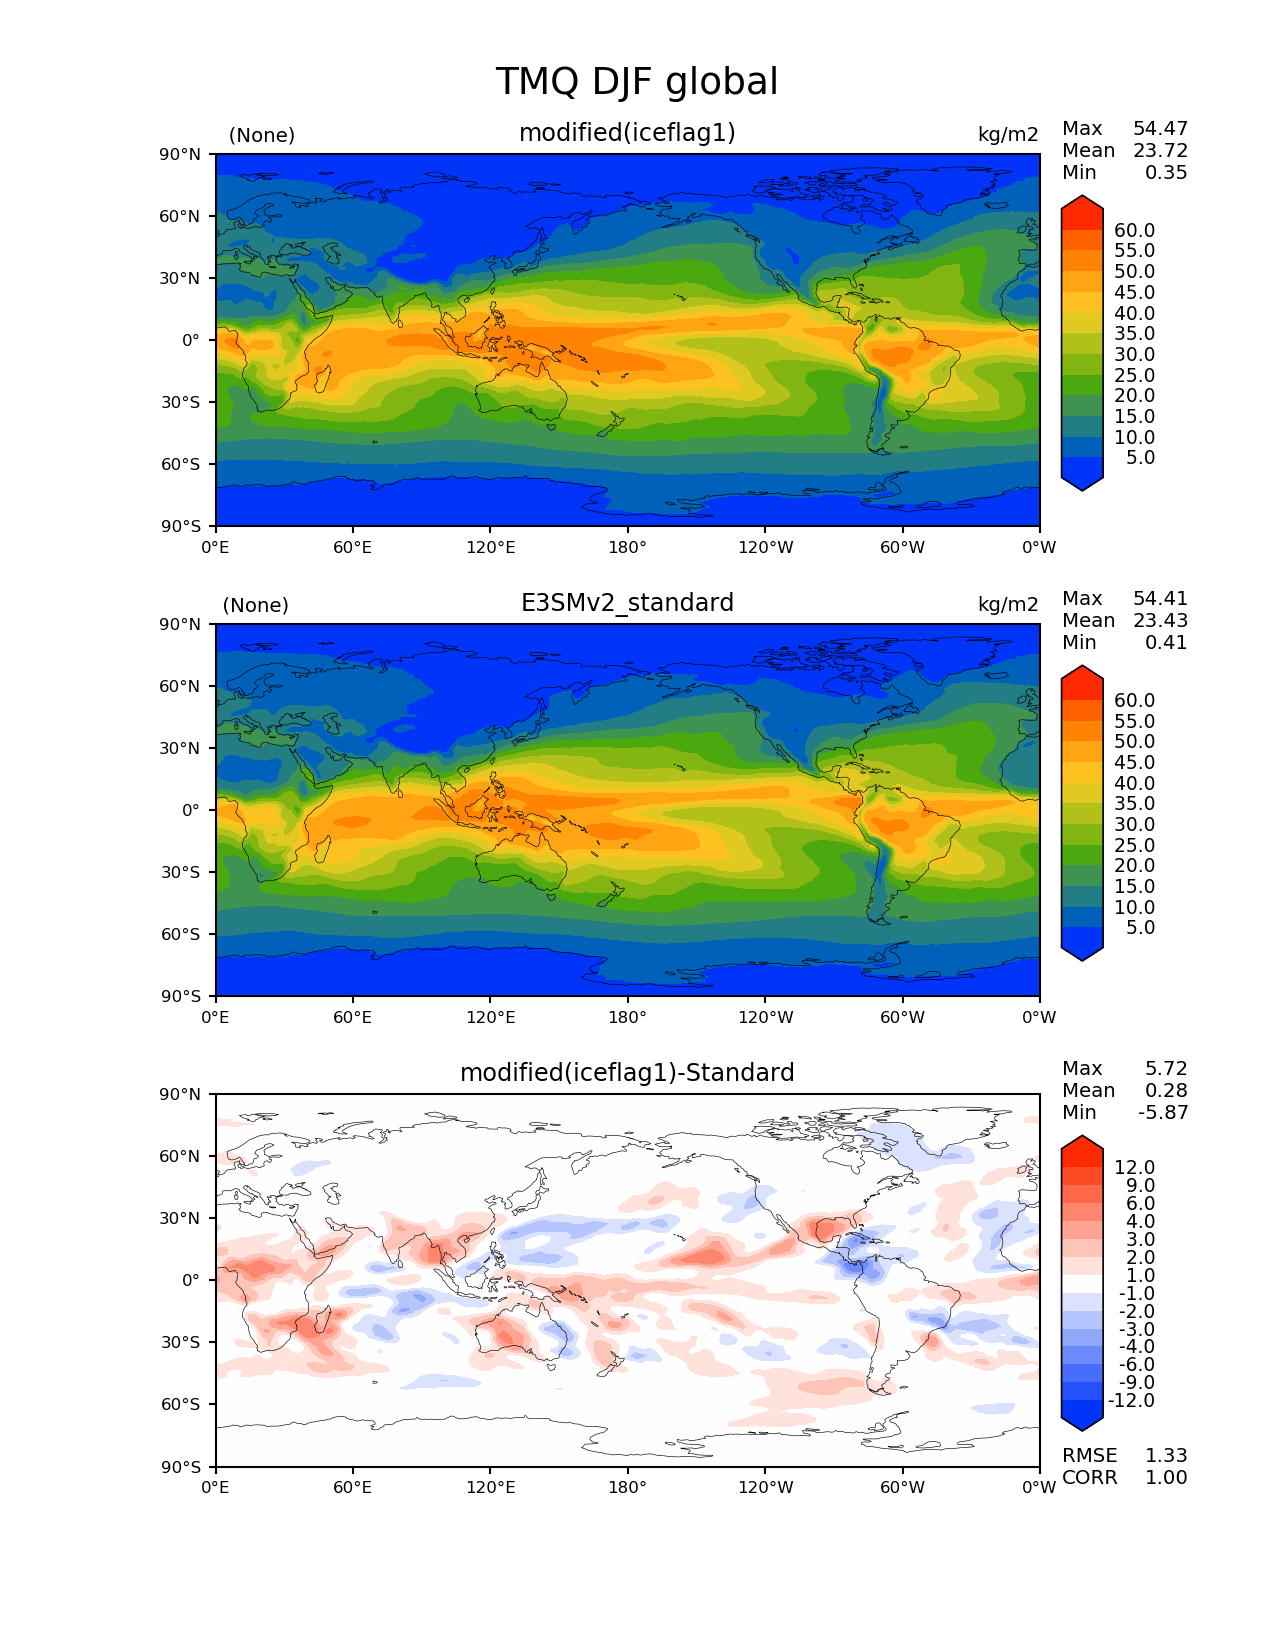 TMQ DJF global
(None) modified(iceflag1) kg/m2
Max 54.47
Mean 23.72
Min 0.35
90°N
60°N
30°N
0°
30°S
60°S
90°S
0°E 60°E 120°E 180° 120°W 60°W 0°W
60.0
55.0
50.0
45.0
40.0
35.0
30.0
25.0
20.0
15.0
10.0
5.0
(None) E3SMv2_standard kg/m2
Max 54.41
Mean 23.43
Min 0.41
90°N
60°N
30°N
0°
30°S
60°S
90°S
0°E 60°E 120°E 180° 120°W 60°W 0°W
60.0
55.0
50.0
45.0
40.0
35.0
30.0
25.0
20.0
15.0
10.0
5.0
modified(iceflag1)-Standard
Max 5.72
Mean 0.28
Min -5.87
90°N
60°N
30°N
0°
30°S
60°S
90°S
0°E 60°E 120°E 180° 120°W 60°W 0°W
12.0
9.0
6.0
4.0
3.0
2.0
1.0
-1.0
-2.0
-3.0
-4.0
-6.0
-9.0
-12.0
RMSE 1.33
CORR 1.00